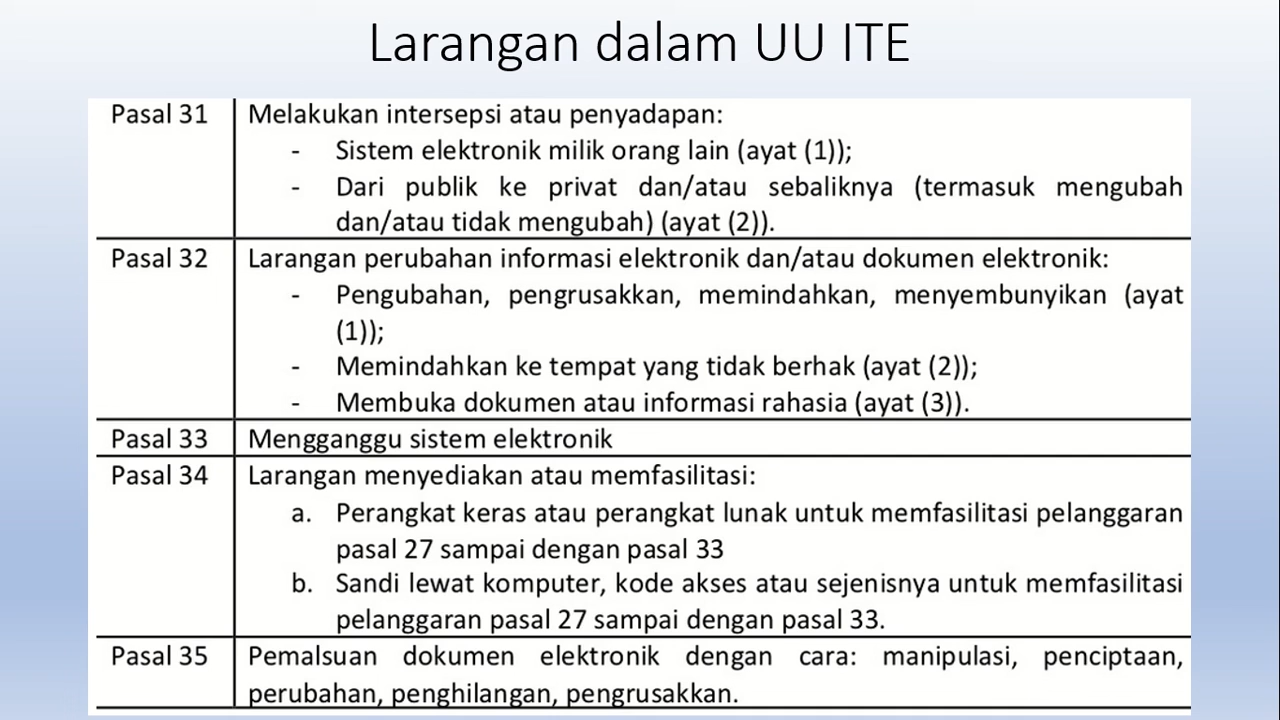 Larangan dalam UU ITE
Pasal 31 Melakukan intersepsi atau penyadapan:
- Sistem elektronik milik orang lain (ayat (1));
- Dari publik ke privat dan/atau sebaliknya (termasuk mengubah
dan/atau tidak mengubah) (ayat (2)).
Pasal 32 Larangan perubahan informasi elektronik dan/atau dokumen elektronik:
- Pengubahan, pengrusakkan, memindahkan, menyembunyikan (ayat
(1));
- Memindahkan ke tempat yang tidak berhak (ayat (2));
- Membuka dokumen atau informasi rahasia (ayat (3)).
Pasal 33 Mengganggu sistem elektronik
Pasal 34 Larangan menyediakan atau memfasilitasi:
a. Perangkat keras atau perangkat lunak untuk memfasilitasi pelanggaran
pasal 27 sampai dengan pasal 33
b. Sandi lewat komputer, kode akses atau sejenisnya untuk memfasilitasi
pelanggaran pasal 27 sampai dengan pasal 33.
Pasal 35 Pemalsuan dokumen elektronik dengan cara: manipulasi, penciptaan,
perubahan, penghilangan, pengrusakkan.